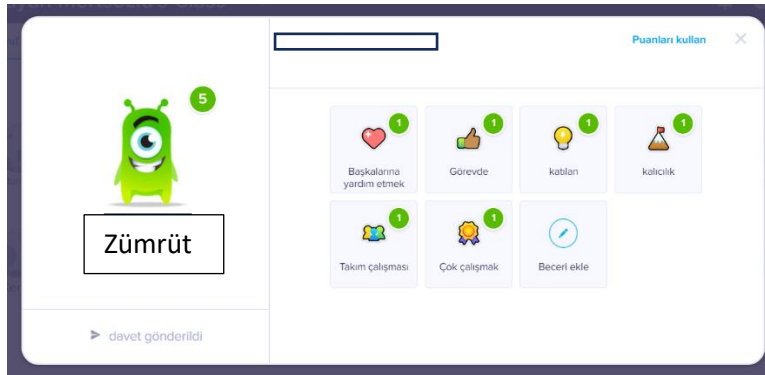 Puanları kullan
5
1
1
1
1
Başkalarına
yardım etmek
Görevde
katılan
kalıcılık
Zümrüt
1
1
Takım çalışması
Çok çalışmak
Beceri ekle
davet gönderildi